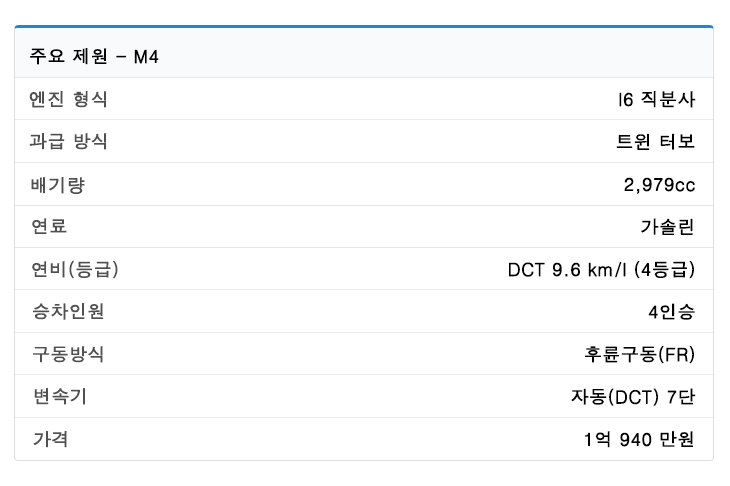 주요 제원 – M4
엔진 형식 I6 직분사
과급 방식 트윈 터보
배기량 2,979cc
연료 가솔린
연비(등급) DCT 9.6 km/l (4등급)
승차인원 4인승
구동방식 후륜구동(FR)
변속기 자동(DCT) 7단
가격 1억 940 만원